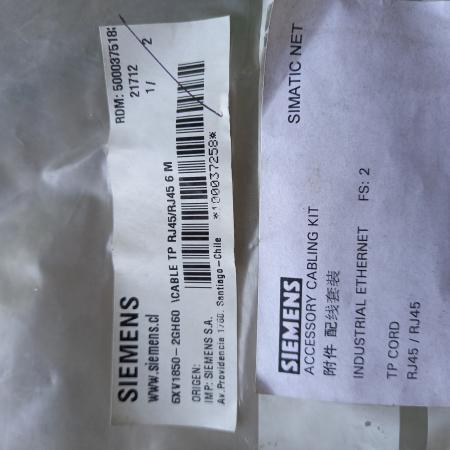 SIEMENS
www.siemens.cl
6XV1850-2GH60 \CABLE TP RJ45/RJ45 6 M
ORIGEN:
IMP: SIEMENS S.A.
Av. Providencia 1760. Santiago-Chile
*100037258*
RDM: 500037518
21712
1/ 2
SIEMENS
SIMATIC NET
ACCESSORY CABLING KIT
附件 配线套装
INDUSTRIAL ETHERNET FS: 2
TP CORD
RJ45 / RJ45